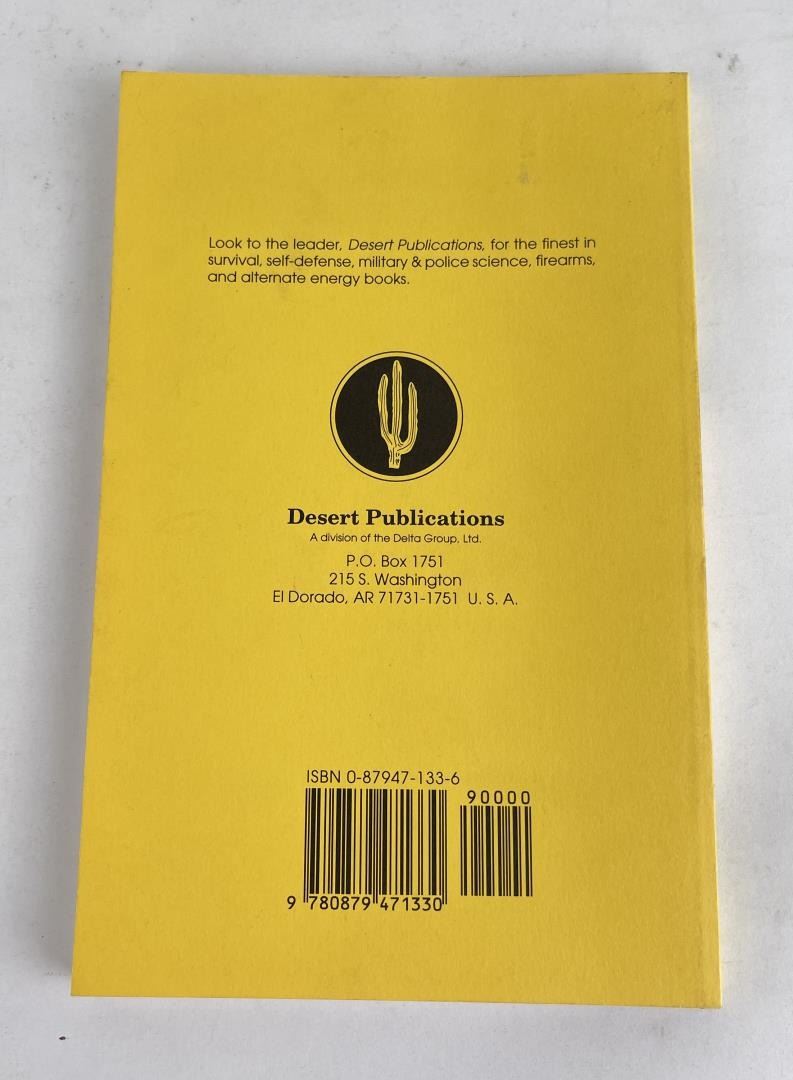 Look to the leader, Desert Publications, for the finest in
survival, self-defense, military & police science, firearms,
and alternate energy books.
Desert Publications
A division of the Delta Group, Ltd.
P.O. Box 1751
215 S. Washington
El Dorado, AR 71731-1751 U. S. A.
ISBN 0-87947-133-6
90000
9 780879 471330